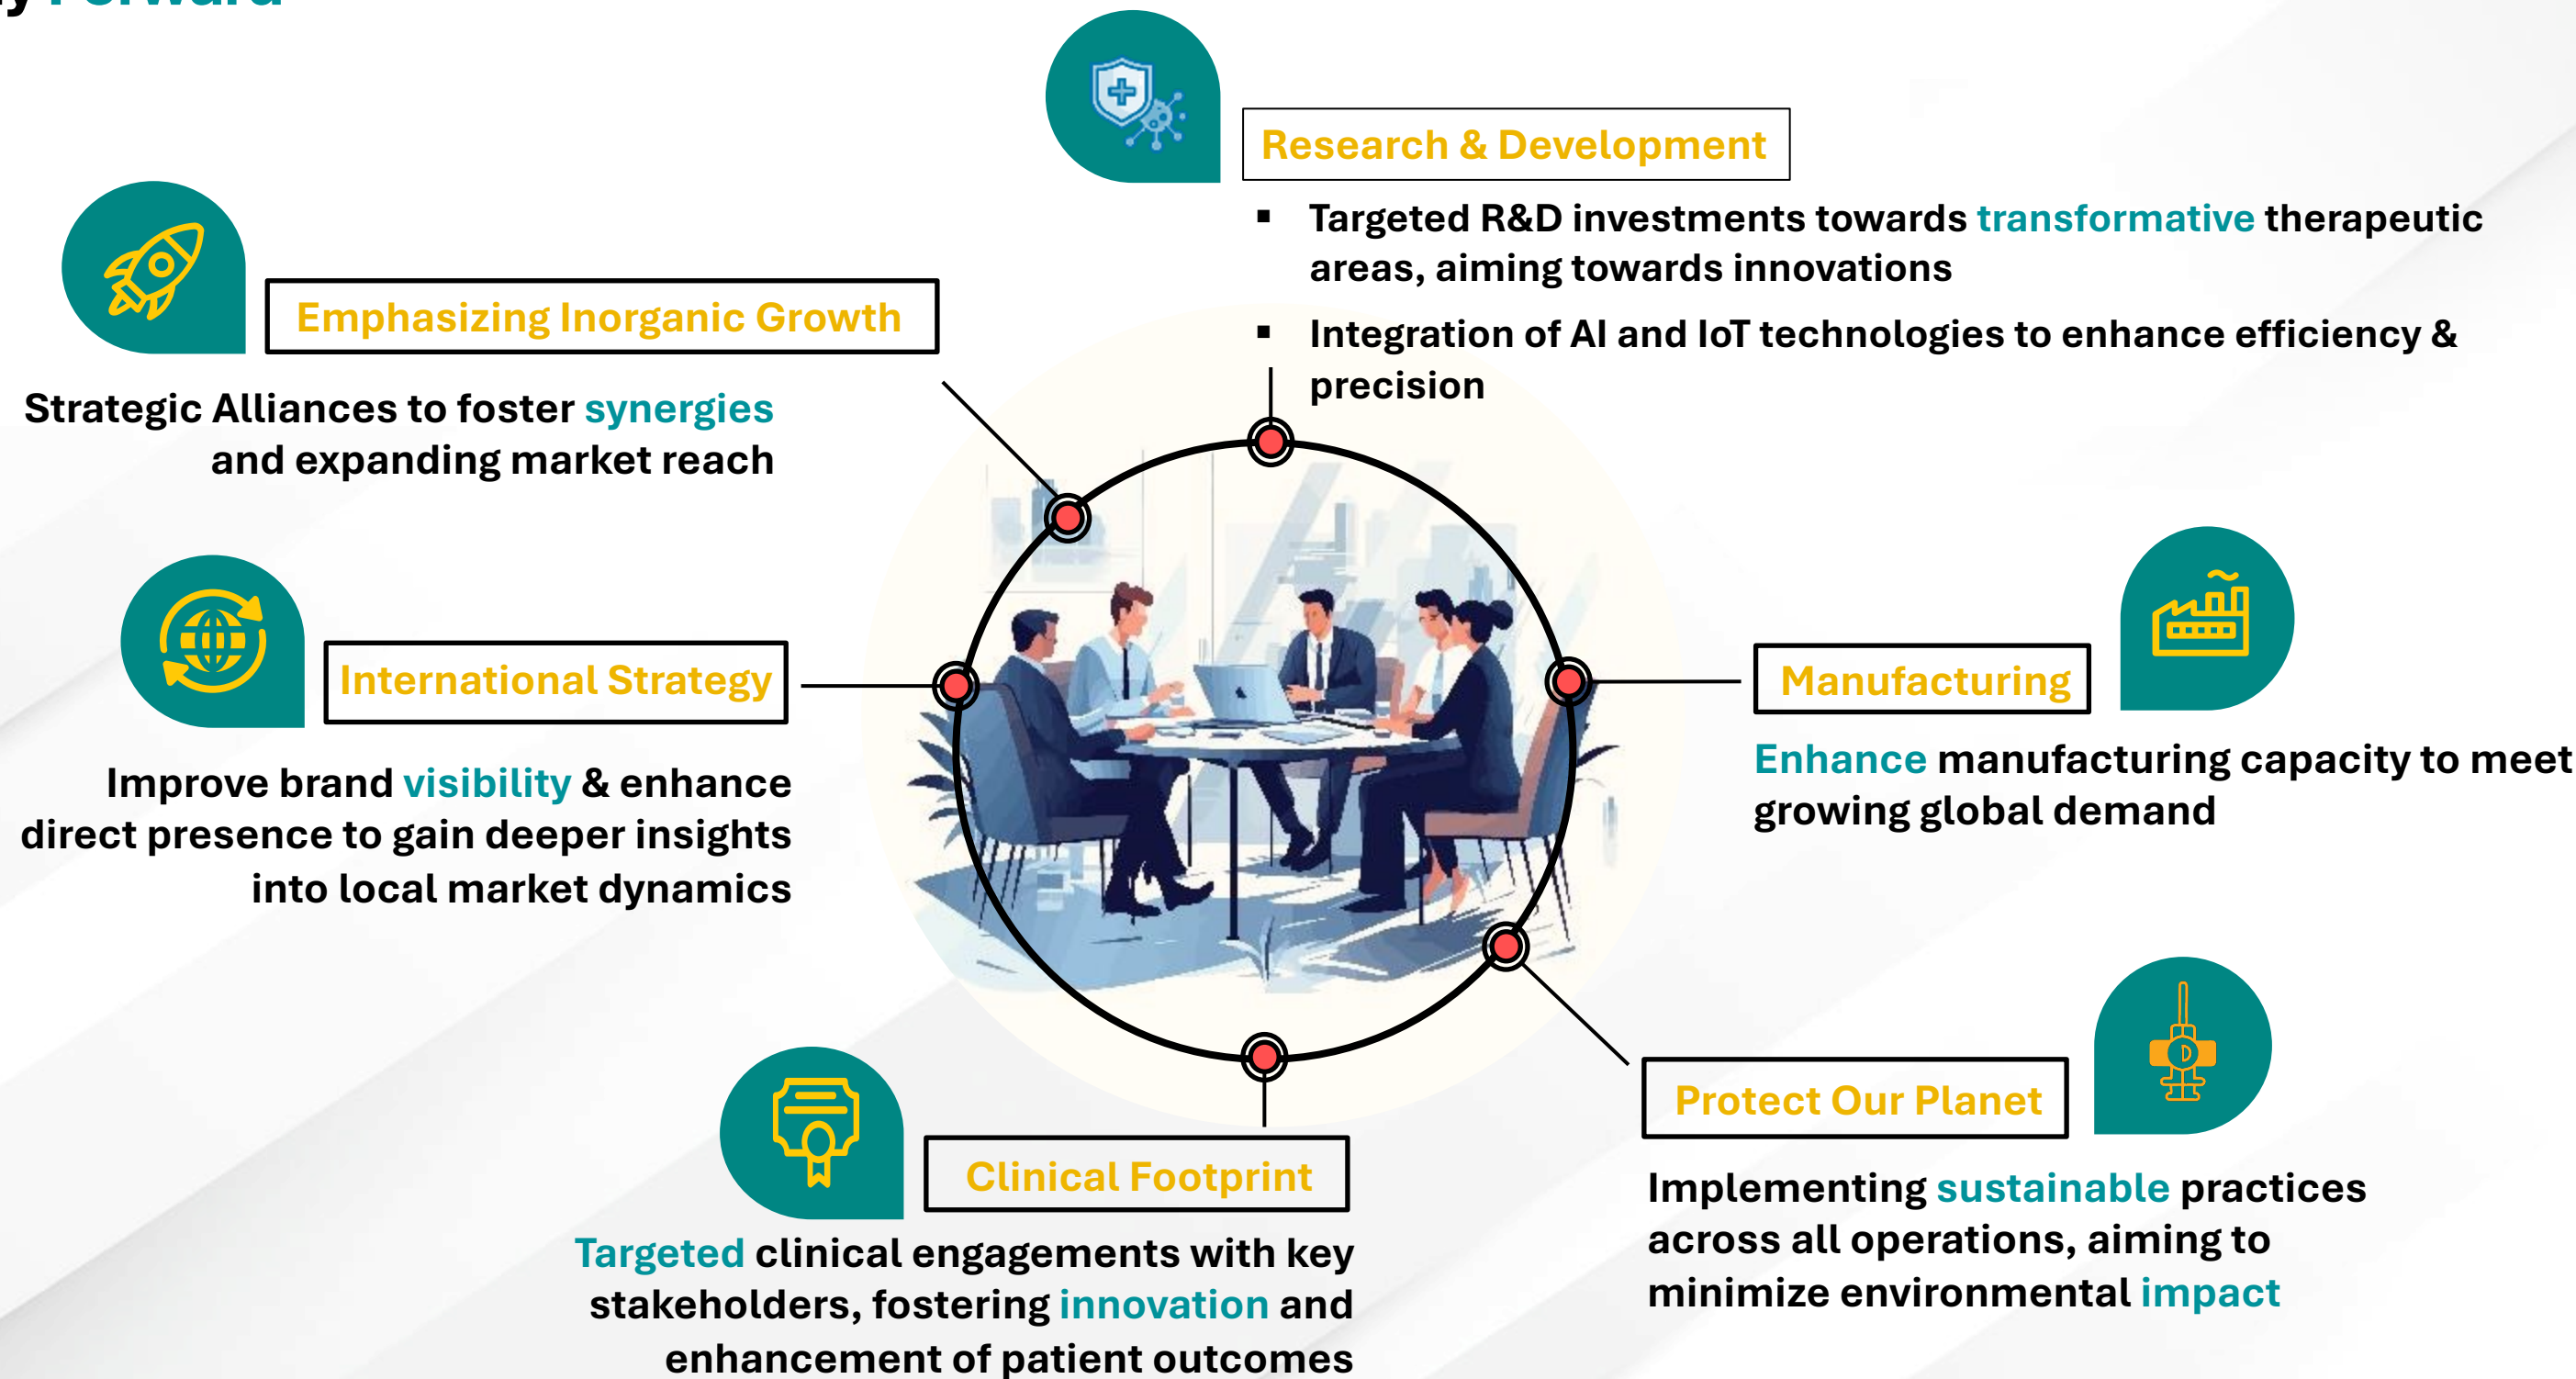 Forward
Research & Development
▪ Targeted R&D investments towards transformative therapeutic
areas, aiming towards innovations
▪ Integration of AI and IoT technologies to enhance efficiency &
precision
Emphasizing Inorganic Growth
Strategic Alliances to foster synergies
and expanding market reach
International Strategy
Improve brand visibility & enhance
direct presence to gain deeper insights
into local market dynamics
Manufacturing
Enhance manufacturing capacity to meet
growing global demand
Protect Our Planet
Implementing sustainable practices
across all operations, aiming to
minimize environmental impact
Clinical Footprint
Targeted clinical engagements with key
stakeholders, fostering innovation and
enhancement of patient outcomes